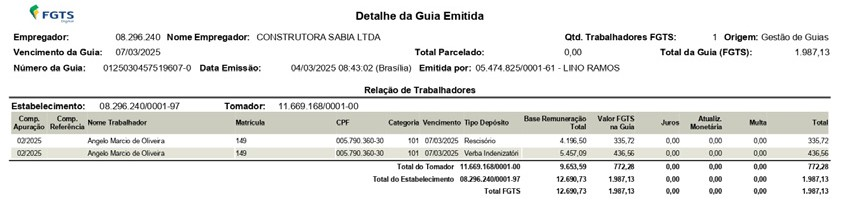 FGTS
Digital
Detalhe da Guia Emitida
Empregador: 08.296.240 Nome Empregador: CONSTRUTORA SABIA LTDA Qtd. Trabalhadores FGTS: 1 Origem: Gestão de Guias
Vencimento da Guia: 07/03/2025 Total Parcelado: 0,00 Total da Guia (FGTS): 1.987,13
Número da Guia: 0125030457519607-0 Data Emissão: 04/03/2025 08:43:02 (Brasília) Emitida por: 05.474.825/0001-61 - LINO RAMOS
Relação de Trabalhadores
Estabelecimento: 08.296.240/0001-97 Tomador: 11.669.168/0001-00
Comp. Apuração Comp. Referência Nome Trabalhador Matrícula CPF Categoria Vencimento Tipo Depósito Base Remuneração Total Valor FGTS na Guia Juros Atualiz. Monetária Multa Total
02/2025 Angelo Marcio de Oliveira 149 005.790.360-30 101 07/03/2025 Rescisório 4.196,50 335,72 0,00 0,00 0,00 335,72
02/2025 Angelo Marcio de Oliveira 149 005.790.360-30 101 07/03/2025 Verba Indenizatóri 5.457,09 436,56 0,00 0,00 0,00 436,56
Total do Tomador 11.669.168/0001-00 9.653,59 772,28 0,00 0,00 0,00 772,28
Total do Estabelecimento 08.296.240/0001-97 12.690,73 1.987,13 0,00 0,00 0,00 1.987,13
Total FGTS 12.690,73 1.987,13 0,00 0,00 0,00 1.987,13